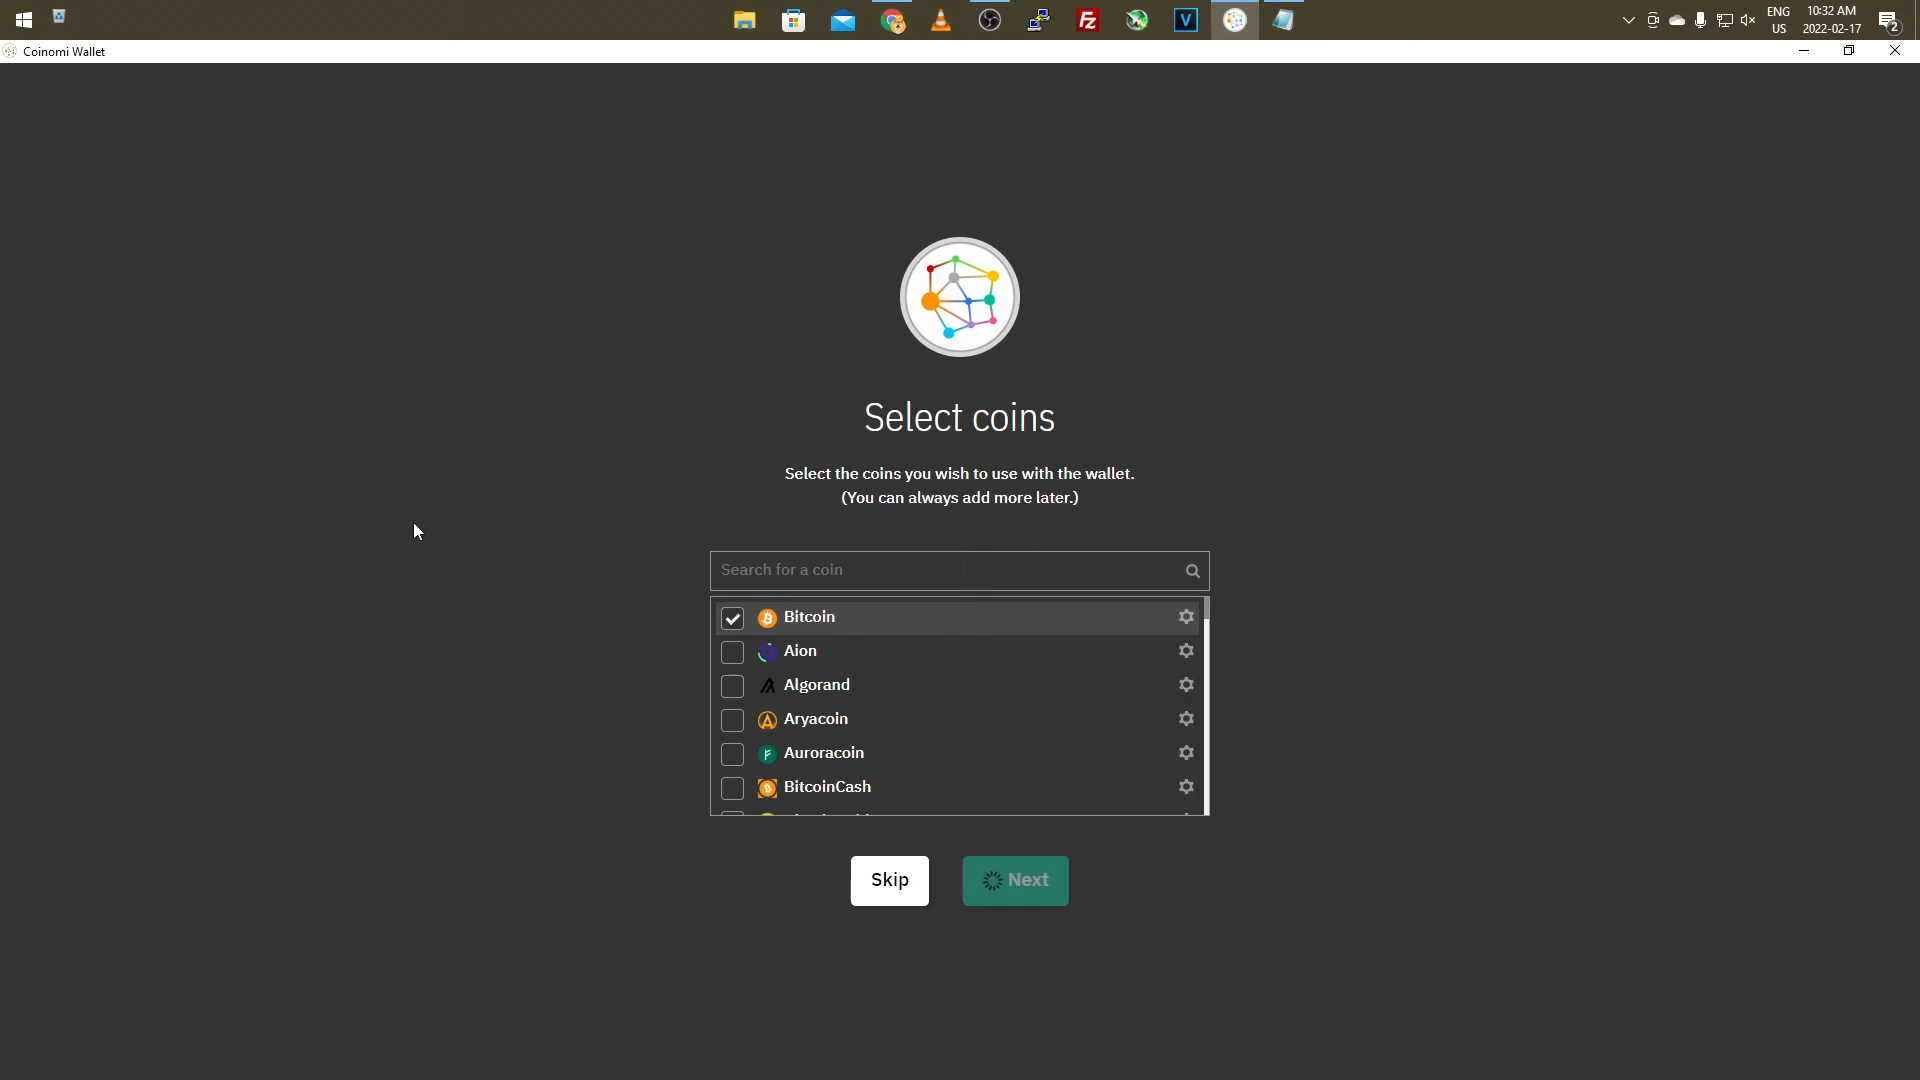 ENG
US
10:32 AM
2022-02-17
2
Fz
V
Coinomi Wallet
Select coins
Select the coins you wish to use with the wallet.
(You can always add more later.)
Search for a coin
Bitcoin
Aion
Algorand
Aryacoin
Auroracoin
BitcoinCash
Skip
Next